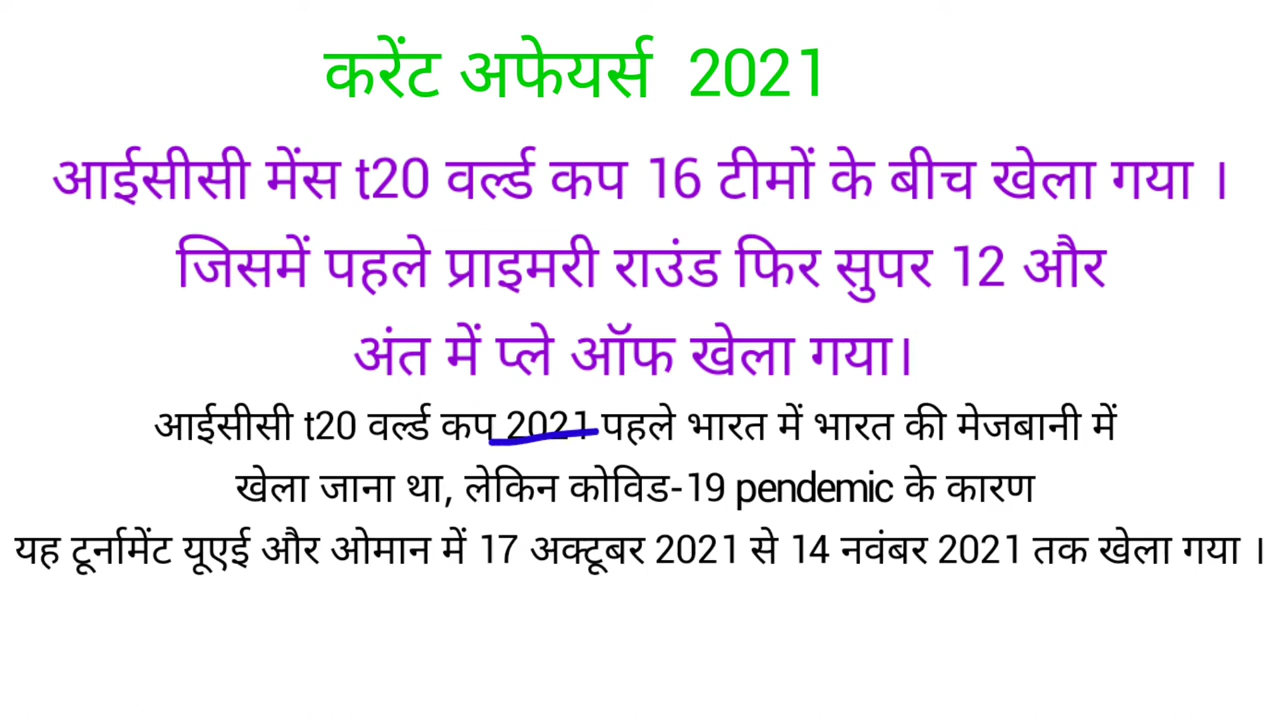 करेंट अफेयर्स 2021
आईसीसी मेंस t20 वर्ल्ड कप 16 टीमों के बीच खेला गया ।
जिसमें पहले प्राइमरी राउंड फिर सुपर 12 और
अंत में प्ले ऑफ खेला गया।
आईसीसी t20 वर्ल्ड कप 2021 पहले भारत में भारत की मेजबानी में
खेला जाना था, लेकिन कोविड-19 pendemic के कारण
यह टूर्नामेंट यूएई और ओमान में 17 अक्टूबर 2021 से 14 नवंबर 2021 तक खेला गया ।